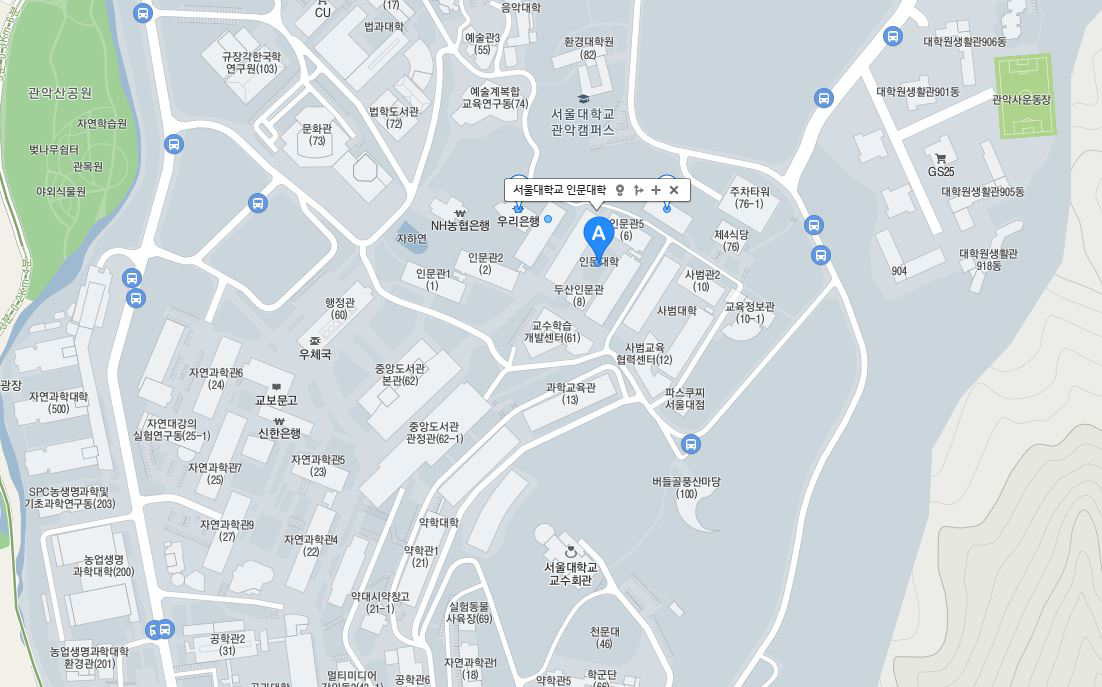 CU
(17)
음악대학
법과대학
예술관3
(55)
환경대학원
(82)
대학원생활관906동
규장각한국학
연구원(103)
관악산공원
예술계복합
교육연구동(74)
서울대학교
관악캠퍼스
대학원생활관901동
관악사운동장
법학도서관
(72)
자연학습원
문화관
(73)
벚나무쉼터
관목원
야외식물원
GS25
대학원생활관905동
서울대학교 인문대학
주차타워
(76-1)
NH농협은행
우리은행
인문관5
(6)
A
자하연
제4식당
(76)
인문관2
(2)
인문대학
인문관1
(1)
사범관2
(10)
904
대학원생활관
918동
두산인문관
(8)
행정관
(60)
사범대학
교육정보관
(10-1)
교수학습
개발센터(61)
우체국
사범교육
협력센터(12)
중앙도서관
본관(62)
자연과학관6
(24)
광장
자연과학대학
(500)
교보문고
과학교육관
(13)
파스쿠찌
서울대점
신한은행
자연대강의
실험연구동(25-1)
중앙도서관
관정관(62-1)
자연과학관5
(23)
자연과학관7
(25)
버들골풍산마당
(100)
SPC농생명과학및
기초과학연구동(203)
자연과학관9
(27)
약학대학
자연과학관4
(22)
약학관1
(21)
농업생명
과학대학(200)
서울대학교
교수회관
약대시약창고
(21-1)
실험동물
사육장(69)
공학관2
(31)
천문대
(46)
농업생명과학대학
환경관(201)
자연과학관1
(18)
멀티미디어
공학관6
약학관5
학군단
(66)